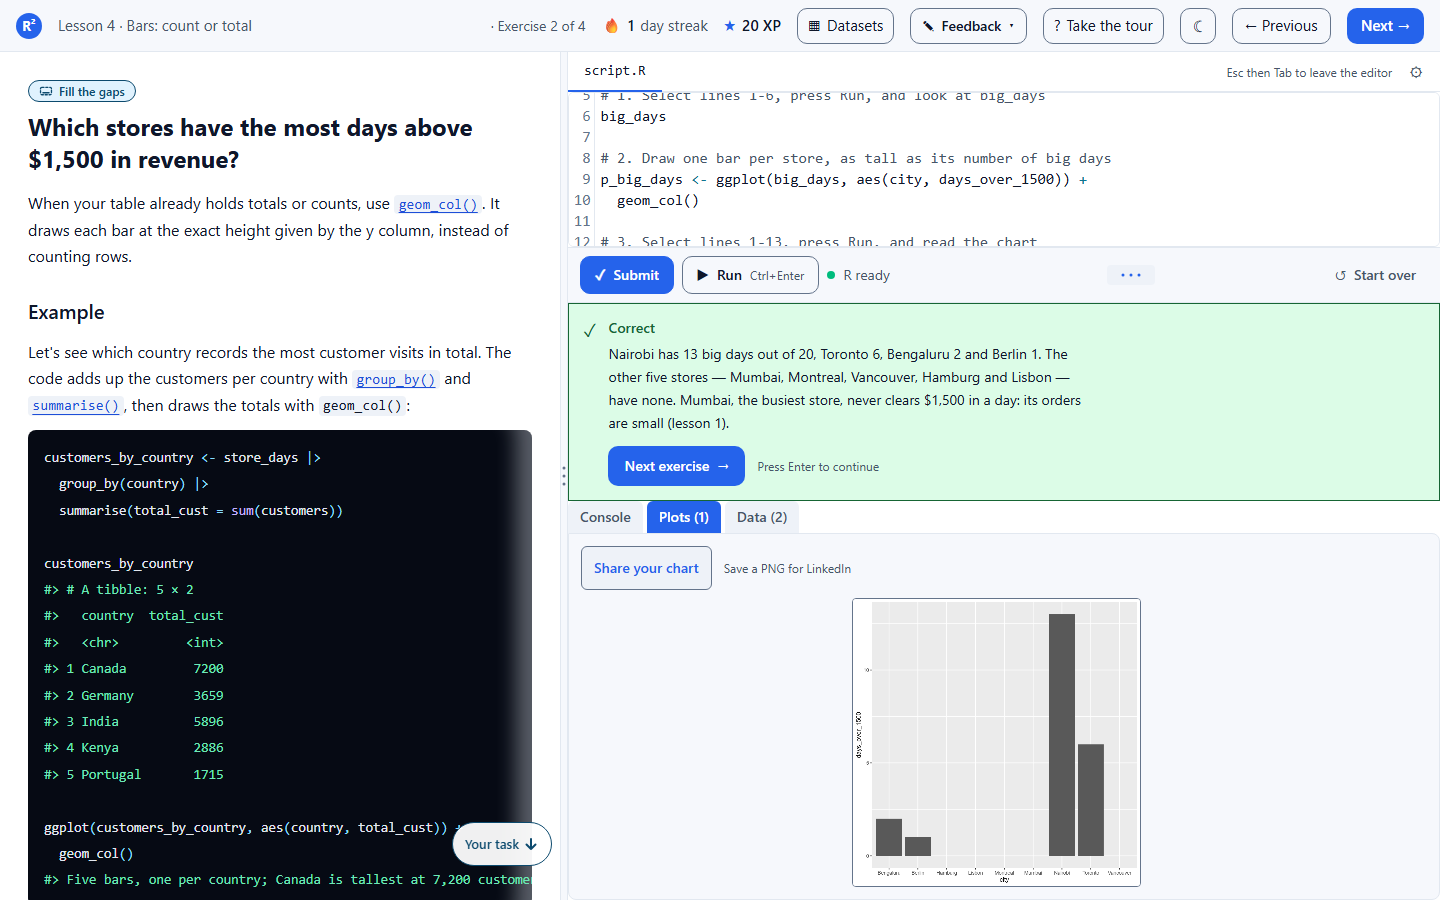 R²
Lesson 4 · Bars: count or total
· Exercise 2 of 4
1 day streak
20 XP
Datasets
Feedback
? Take the tour
← Previous
Next →
Fill the gaps
Which stores have the most days above
$1,500 in revenue?
When your table already holds totals or counts, use geom_col(). It
draws each bar at the exact height given by the y column, instead of
counting rows.
Example
Let's see which country records the most customer visits in total. The
code adds up the customers per country with group_by() and
summarise(), then draws the totals with geom_col():
customers_by_country <- store_days |>
  group_by(country) |>
  summarise(total_cust = sum(customers))
customers_by_country
#> # A tibble: 5 × 2
#>   country  total_cust
#>   <chr>         <int>
#> 1 Canada         7200
#> 2 Germany        3659
#> 3 India          5896
#> 4 Kenya          2886
#> 5 Portugal       1715
ggplot(customers_by_country, aes(country, total_cust)) +
  geom_col()
#> Five bars, one per country; Canada is tallest at 7,200 custome
Your task ↓
script.R
Esc then Tab to leave the editor
5 # 1. Select lines 1-6, press Run, and look at big_days
6 big_days
7
8 # 2. Draw one bar per store, as tall as its number of big days
9 p_big_days <- ggplot(big_days, aes(city, days_over_1500)) +
10   geom_col()
11
12 # 3. Select lines 1-13, press Run, and read the chart
✓ Submit
Run Ctrl+Enter
R ready
Start over
Correct
Nairobi has 13 big days out of 20, Toronto 6, Bengaluru 2 and Berlin 1. The
other five stores — Mumbai, Montreal, Vancouver, Hamburg and Lisbon —
have none. Mumbai, the busiest store, never clears $1,500 in a day: its orders
are small (lesson 1).
Next exercise →
Press Enter to continue
Console
Plots (1)
Data (2)
Share your chart
Save a PNG for LinkedIn
days_over_1500
10
5
0
Bengaluru Berlin Hamburg Lisbon Montreal Mumbai Nairobi Toronto Vancouver
city